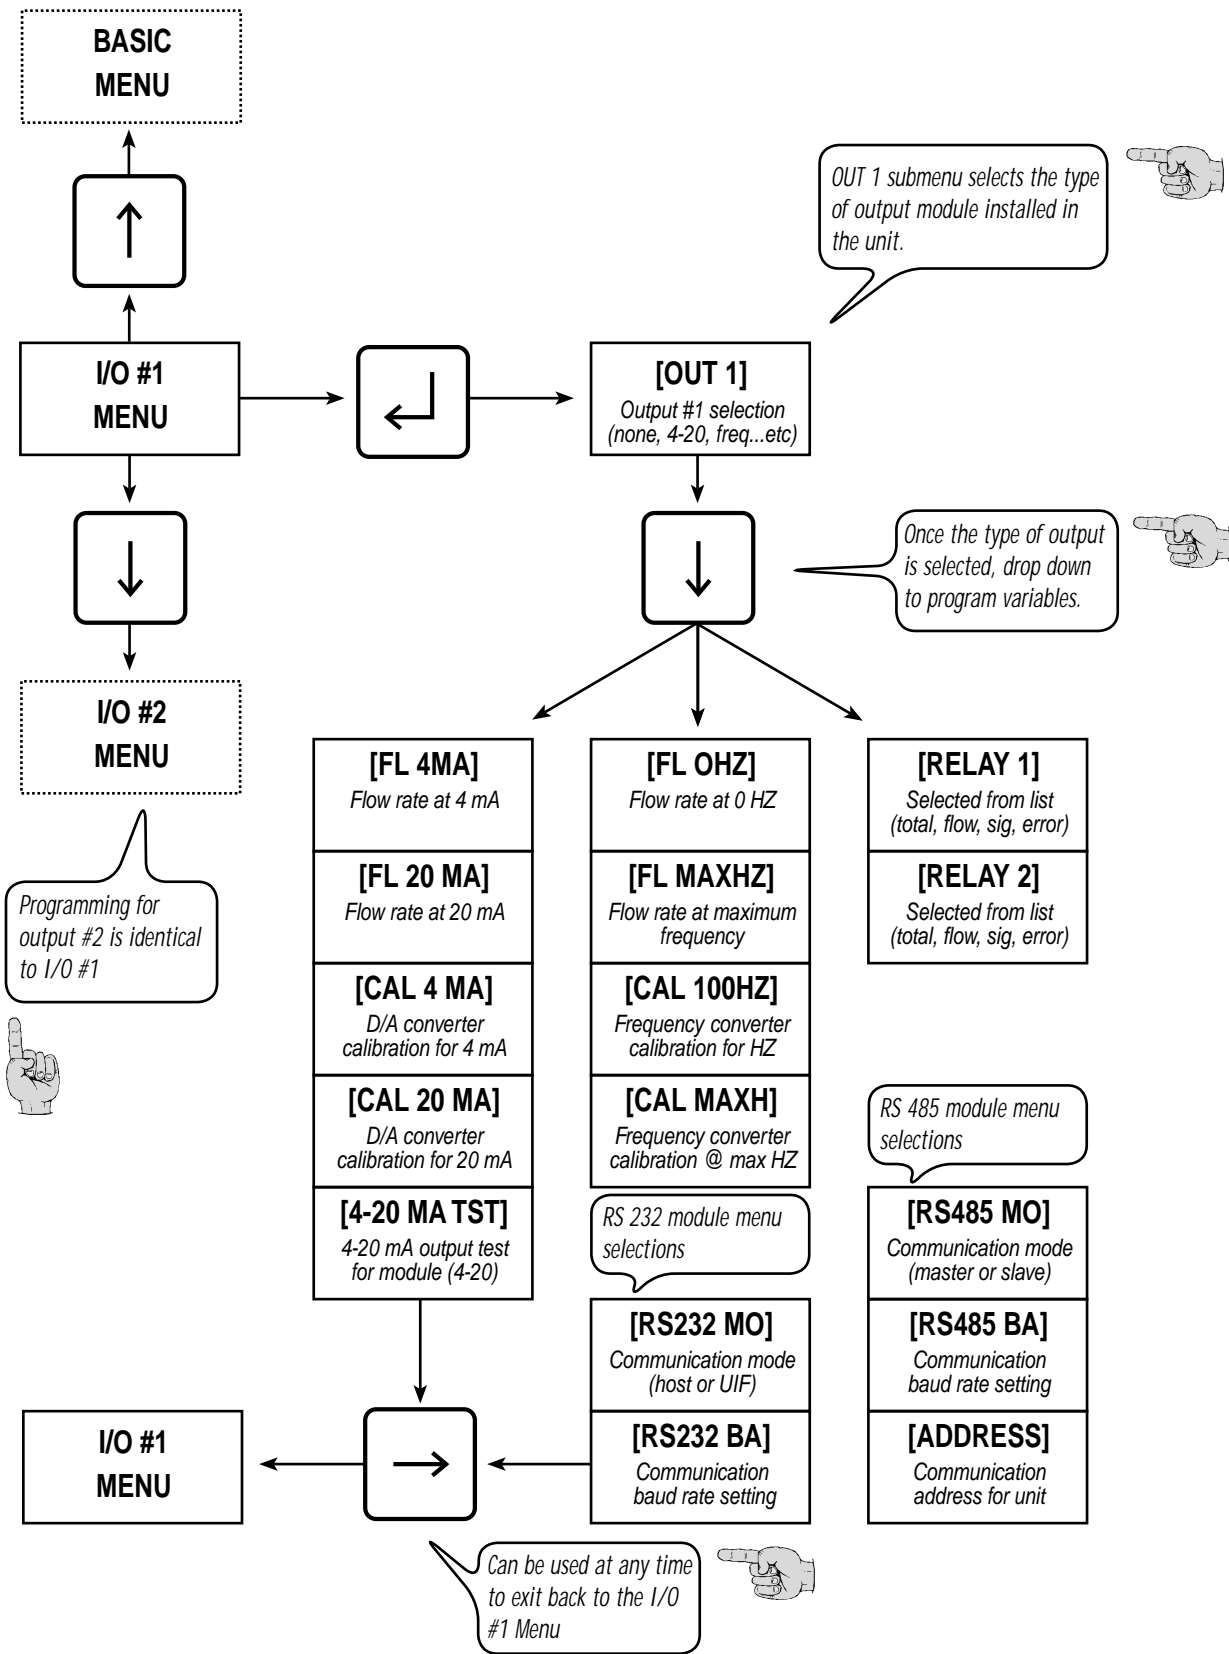 BASIC
MENU
OUT 1 submenu selects the type
of output module installed in
the unit.
I/O #1
MENU
[OUT 1]
Output #1 selection
(none, 4-20, freq...etc)
Once the type of output
is selected, drop down
to program variables.
I/O #2
MENU
Programming for
output #2 is identical
to I/O #1
[FL 4MA]
Flow rate at 4 mA
[FL 20 MA]
Flow rate at 20 mA
[CAL 4 MA]
D/A converter
calibration for 4 mA
[CAL 20 MA]
D/A converter
calibration for 20 mA
[4-20 MA TST]
4-20 mA output test
for module (4-20)
[FL OHZ]
Flow rate at 0 HZ
[FL MAXHZ]
Flow rate at maximum
frequency
[CAL 100HZ]
Frequency converter
calibration for HZ
[CAL MAXH]
Frequency converter
calibration @ max HZ
RS 232 module menu
selections
[RS232 MO]
Communication mode
(host or UIF)
[RS232 BA]
Communication
baud rate setting
[RELAY 1]
Selected from list
(total, flow, sig, error)
[RELAY 2]
Selected from list
(total, flow, sig, error)
RS 485 module menu
selections
[RS485 MO]
Communication mode
(master or slave)
[RS485 BA]
Communication
baud rate setting
[ADDRESS]
Communication
address for unit
I/O #1
MENU
Can be used at any time
to exit back to the I/O
#1 Menu